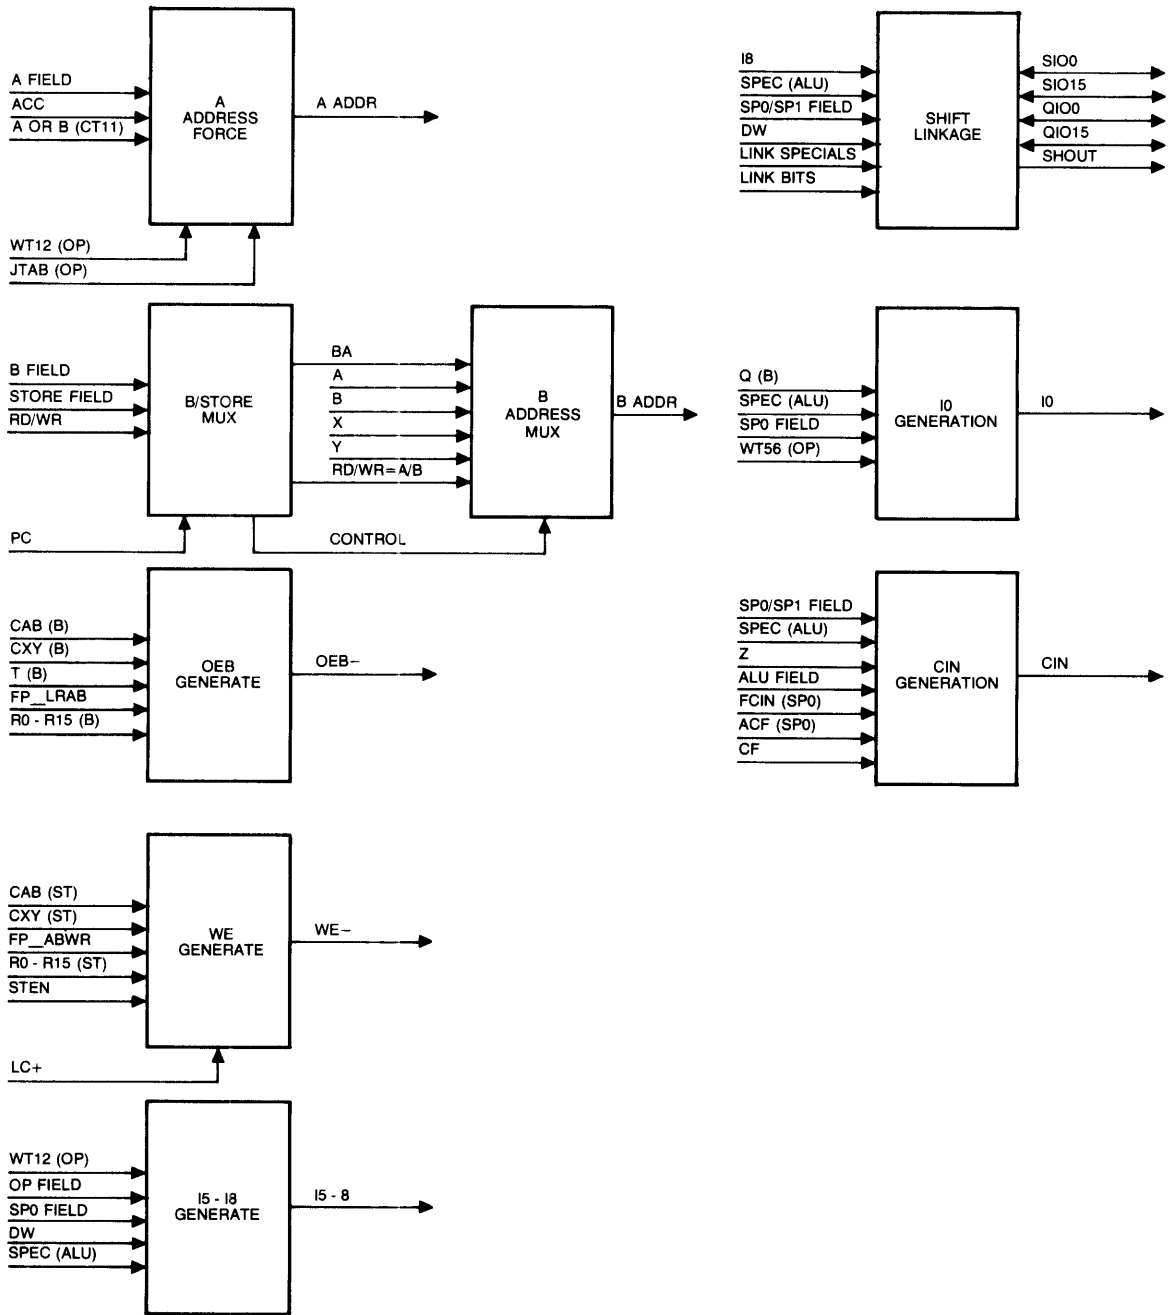 A FIELD
ACC
A OR B (CT11)
A
ADDRESS
FORCE
A ADDR
WT12 (OP)
JTAB (OP)
I8
SPEC (ALU)
SP0/SP1 FIELD
DW
LINK SPECIALS
LINK BITS
SHIFT
LINKAGE
SIO0
SIO15
QIO0
QIO15
SHOUT
B FIELD
STORE FIELD
RD/WR
B/STORE
MUX
PC
BA
A
B
X
Y
RD/WR=A/B
CONTROL
B
ADDRESS
MUX
B ADDR
Q (B)
SPEC (ALU)
SP0 FIELD
WT56 (OP)
I0
GENERATION
I0
CAB (B)
CXY (B)
T (B)
FP__LRAB
R0 - R15 (B)
OEB
GENERATE
OEB–
SP0/SP1 FIELD
SPEC (ALU)
Z
ALU FIELD
FCIN (SP0)
ACF (SP0)
CF
CIN
GENERATION
CIN
CAB (ST)
CXY (ST)
FP__ABWR
R0 - R15 (ST)
STEN
WE
GENERATE
WE–
LC+
WT12 (OP)
OP FIELD
SP0 FIELD
DW
SPEC (ALU)
I5 - I8
GENERATE
I5 - 8